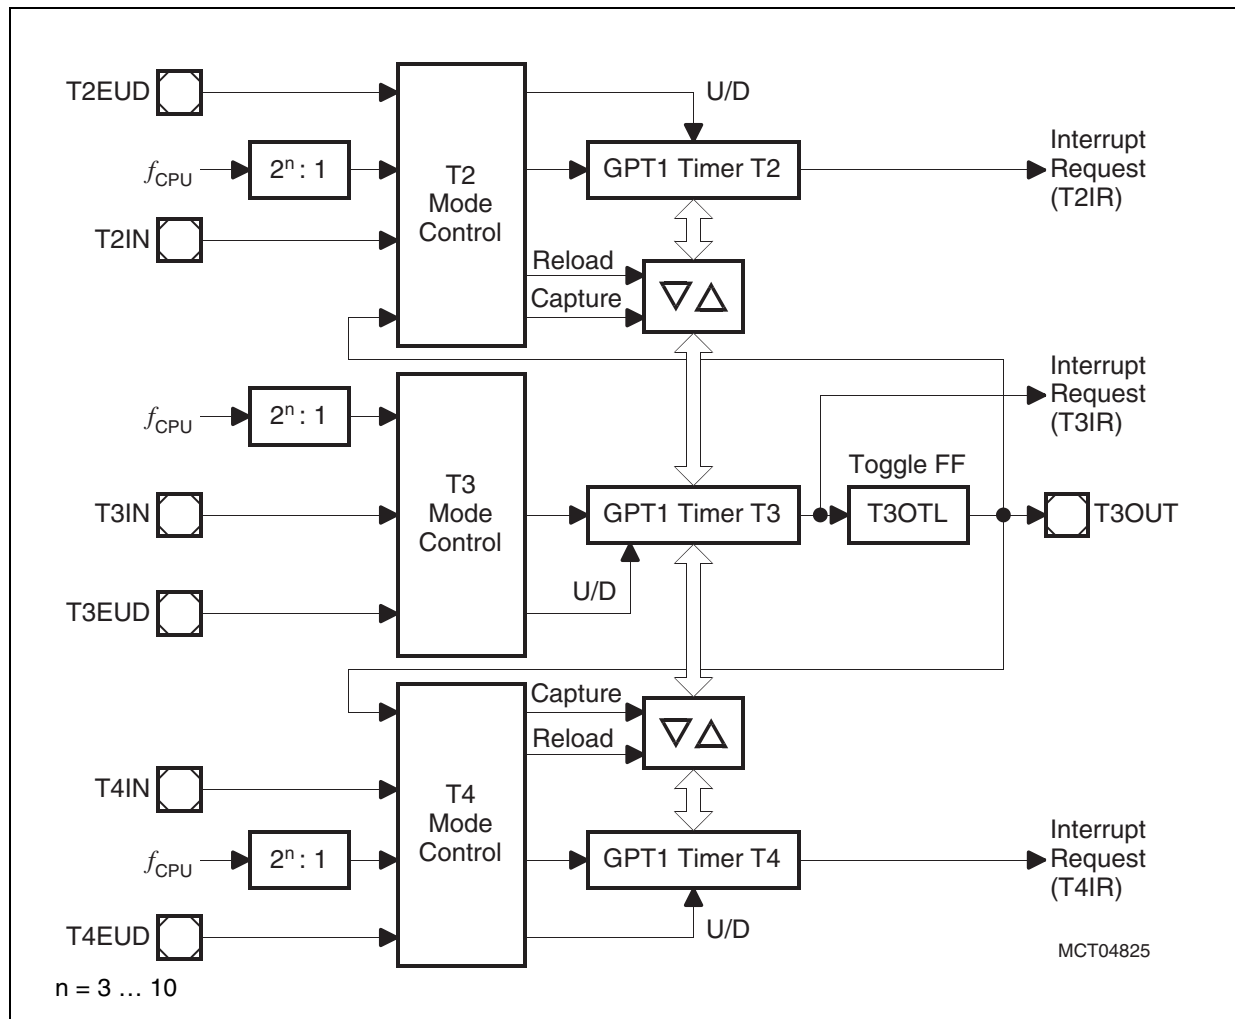 T2EUD
U/D
Interrupt
Request
(T2IR)
fCPU
2ⁿ : 1
GPT1 Timer T2
T2
Mode
Control
T2IN
Reload
Capture
Interrupt
Request
(T3IR)
fCPU
2ⁿ : 1
T3
Mode
Control
Toggle FF
T3IN
GPT1 Timer T3
T3OTL
T3OUT
U/D
T3EUD
Capture
Reload
T4IN
T4
Mode
Control
Interrupt
Request
(T4IR)
fCPU
2ⁿ : 1
GPT1 Timer T4
T4EUD
U/D
MCT04825
n = 3 … 10